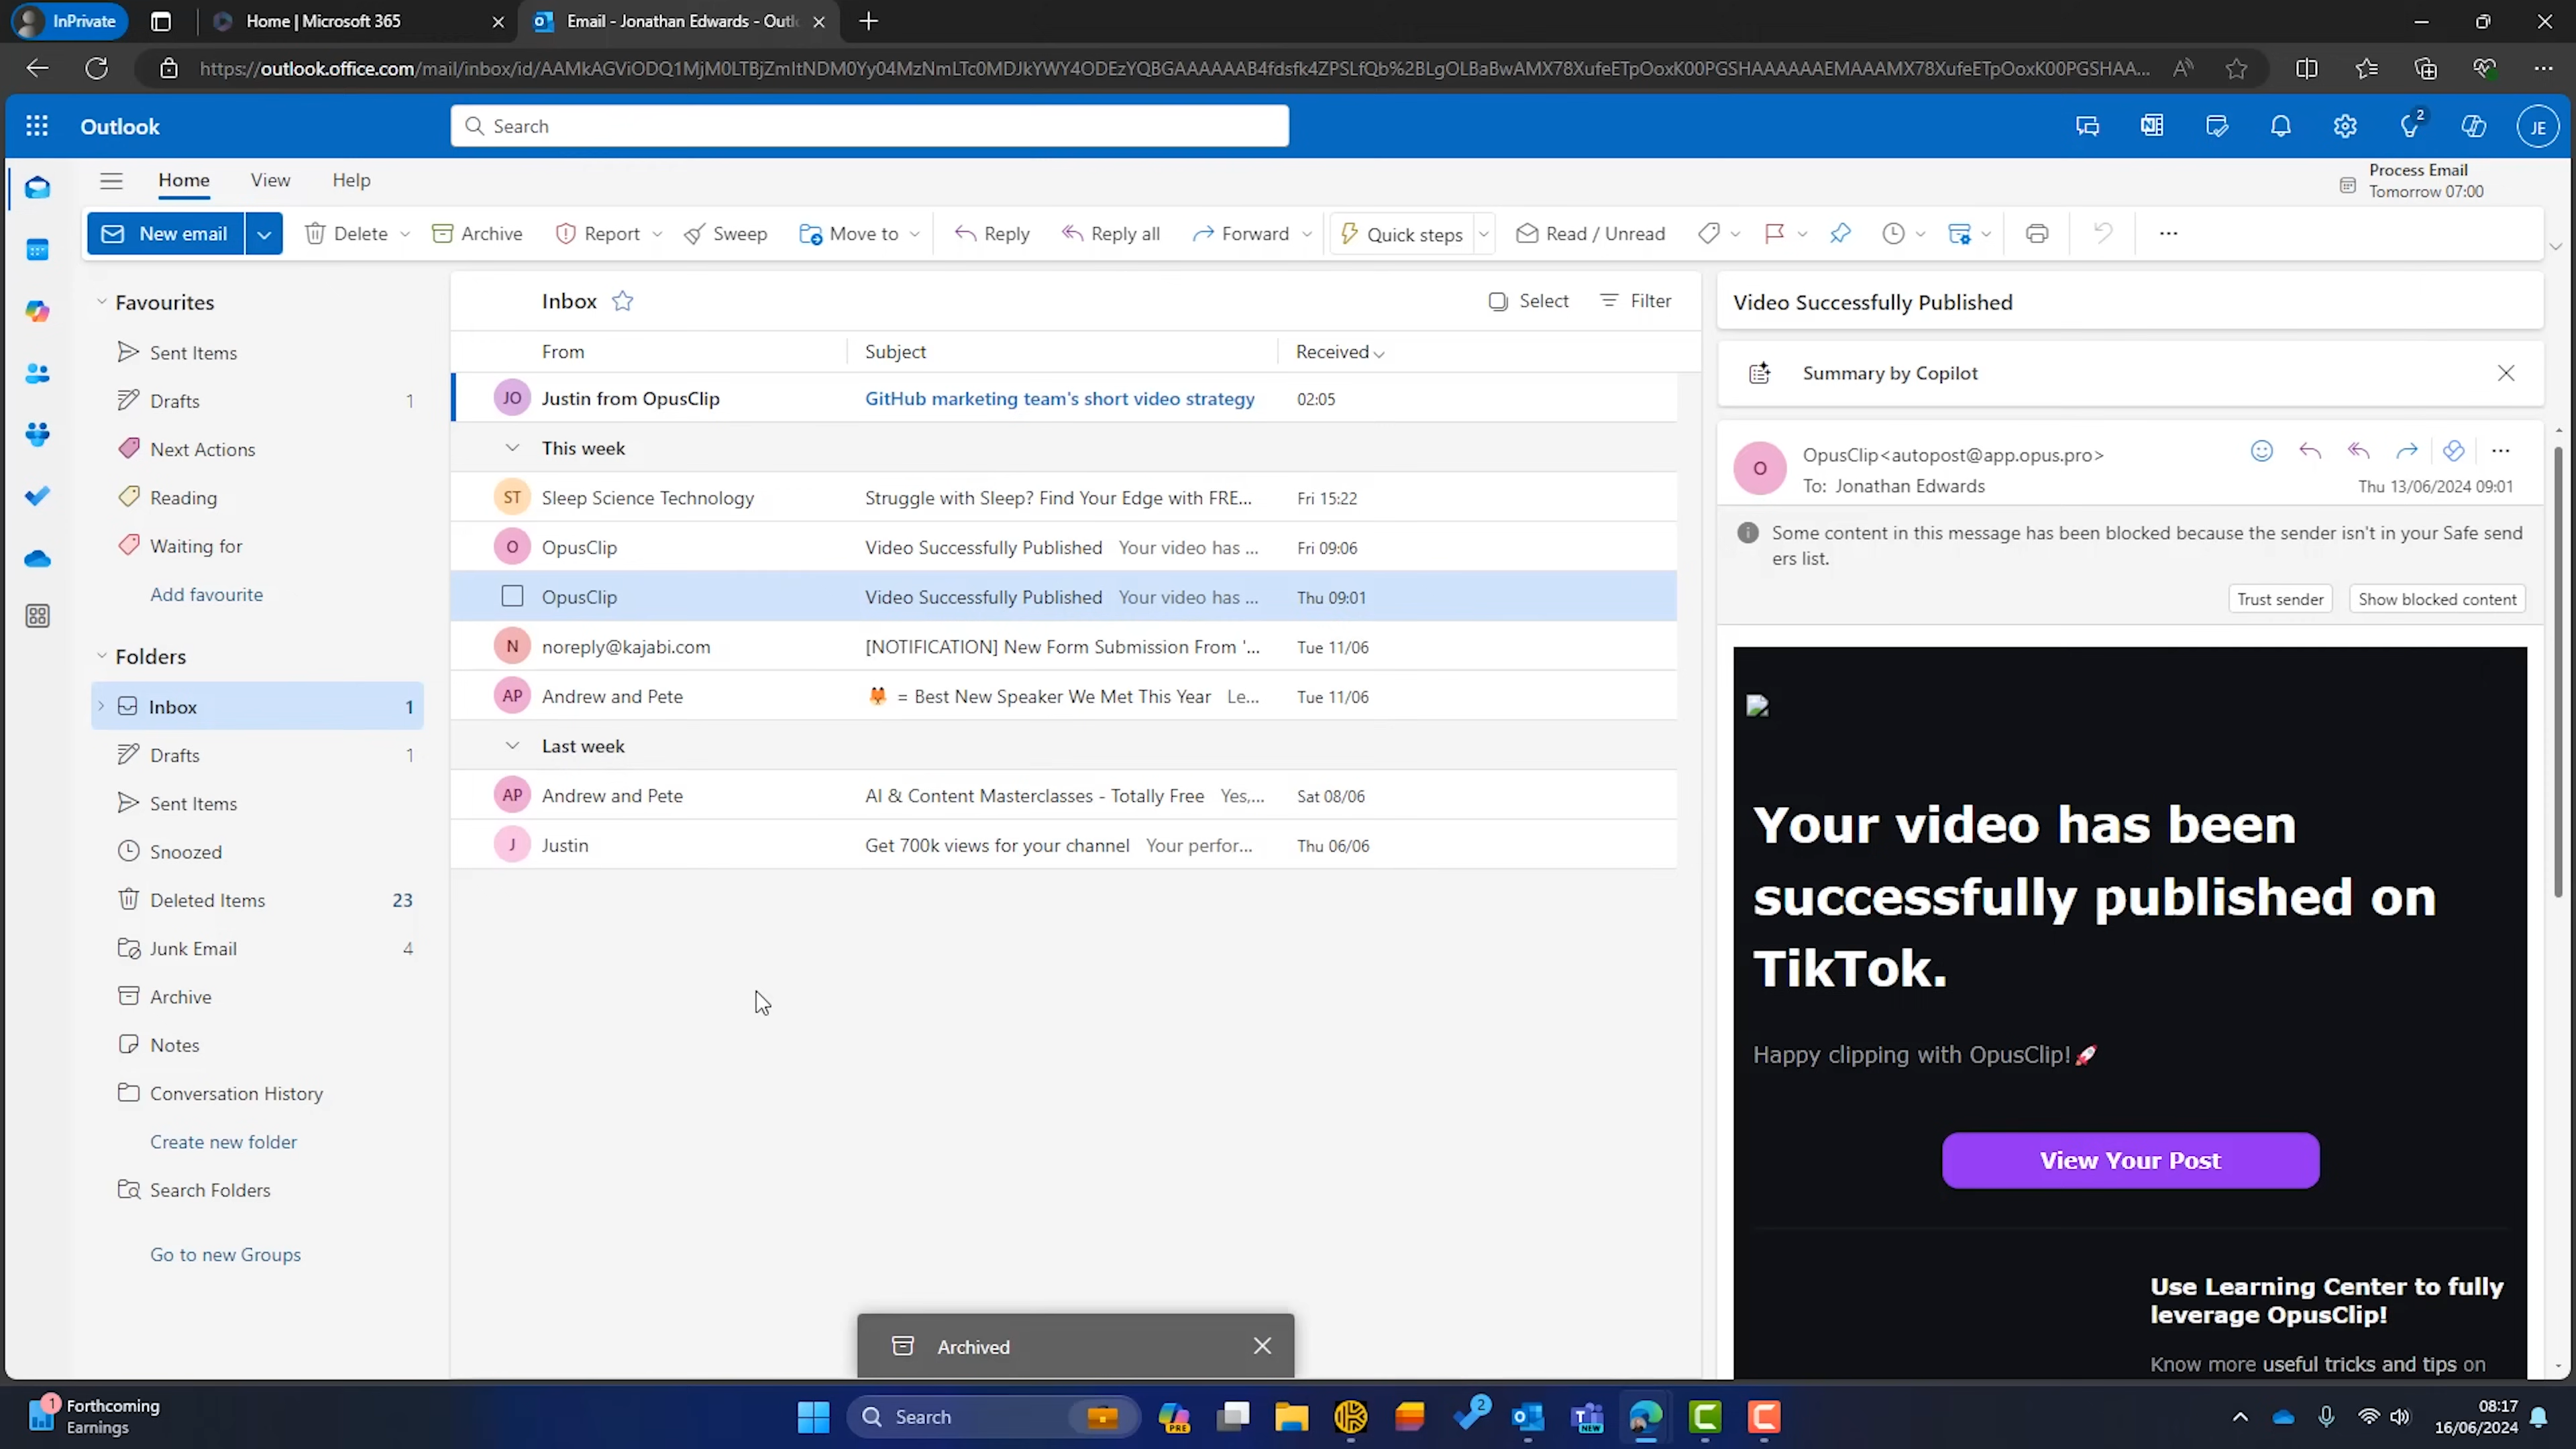 InPrivate
Home | Microsoft 365
Email - Jonathan Edwards - Outl
https://outlook.office.com/mail/inbox/id/
Outlook
Search
2
JE
Home
View
Help
Process Email
Tomorrow 07:00
New email
Delete
Archive
Report
Sweep
Move to
Reply
Reply all
Forward
Quick steps
Read / Unread
Favourites
Sent Items
Drafts 1
Next Actions
Reading
Waiting for
Add favourite
Folders
Inbox 1
Drafts 1
Sent Items
Snoozed
Deleted Items 23
Junk Email 4
Archive
Notes
Conversation History
Create new folder
Search Folders
Go to new Groups
Inbox
Select
Filter
From Subject Received
JO Justin from OpusClip GitHub marketing team's short video strategy 02:05
This week
ST Sleep Science Technology Struggle with Sleep? Find Your Edge with FRE... Fri 15:22
O OpusClip Video Successfully Published Your video has ... Fri 09:06
OpusClip Video Successfully Published Your video has ... Thu 09:01
N noreply@kajabi.com [NOTIFICATION] New Form Submission From '... Tue 11/06
AP Andrew and Pete 🦊 = Best New Speaker We Met This Year Le... Tue 11/06
Last week
AP Andrew and Pete AI & Content Masterclasses - Totally Free Yes,... Sat 08/06
J Justin Get 700k views for your channel Your perfor... Thu 06/06
Archived
Video Successfully Published
Summary by Copilot
O
OpusClip<autopost@app.opus.pro>
To: Jonathan Edwards
Thu 13/06/2024 09:01
Some content in this message has been blocked because the sender isn't in your Safe send
ers list.
Trust sender
Show blocked content
Your video has been
successfully published on
TikTok.
Happy clipping with OpusClip!🚀
View Your Post
Use Learning Center to fully
leverage OpusClip!
Know more useful tricks and tips on
1
Forthcoming
Earnings
Search
PRE
2
NEW
08:17
16/06/2024